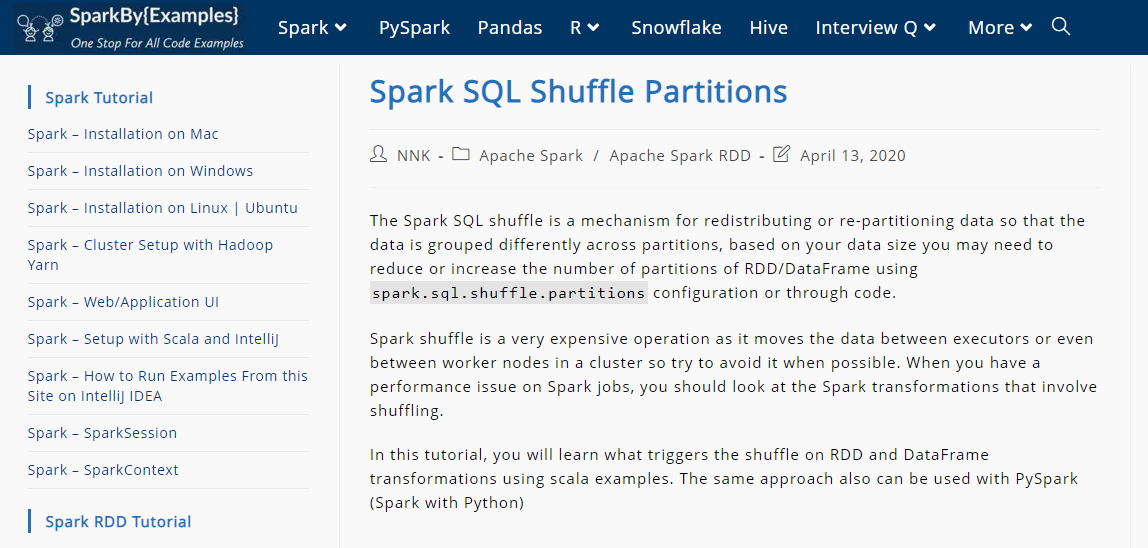 SparkBy{Examples}
One Stop For All Code Examples
Spark PySpark Pandas R Snowflake Hive Interview Q More
Spark Tutorial
Spark – Installation on Mac
Spark – Installation on Windows
Spark – Installation on Linux | Ubuntu
Spark – Cluster Setup with Hadoop
Yarn
Spark – Web/Application UI
Spark – Setup with Scala and IntelliJ
Spark – How to Run Examples From this
Site on IntelliJ IDEA
Spark – SparkSession
Spark – SparkContext
Spark RDD Tutorial
Spark SQL Shuffle Partitions
NNK - Apache Spark / Apache Spark RDD - April 13, 2020
The Spark SQL shuffle is a mechanism for redistributing or re-partitioning data so that the
data is grouped differently across partitions, based on your data size you may need to
reduce or increase the number of partitions of RDD/DataFrame using
spark.sql.shuffle.partitions configuration or through code.
Spark shuffle is a very expensive operation as it moves the data between executors or even
between worker nodes in a cluster so try to avoid it when possible. When you have a
performance issue on Spark jobs, you should look at the Spark transformations that involve
shuffling.
In this tutorial, you will learn what triggers the shuffle on RDD and DataFrame
transformations using scala examples. The same approach also can be used with PySpark
(Spark with Python)